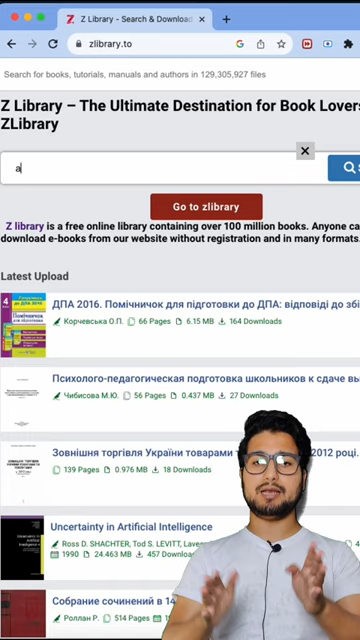 Z Library - Search & Download
zlibrary.to
Search for books, tutorials, manuals and authors in 129,305,927 files
Z Library – The Ultimate Destination for Book Lovers
ZLibrary
a
Go to zlibrary
Z library is a free online library containing over 100 million books. Anyone ca
download e-books from our website without registration and in many formats.
Latest Upload
ДПА 2016. Помічничок для підготовки до ДПА: відповіді до збі
Корчевська О.П. 66 Pages 6.15 MB 164 Downloads
Психолого-педагогическая подготовка школьников к сдаче
Чибисова М.Ю. 56 Pages 0.437 MB 27 Downloads
Зовнішня торгівля України товарами 2012 році.
139 Pages 0.976 MB 18 Downloads
Uncertainty in Artificial Intelligence
Ross D. SHACHTER, Tod S. LEVITT,
1990 24.463 MB 457
Собрание сочинений в 14
Роллан Р. 514 Pages